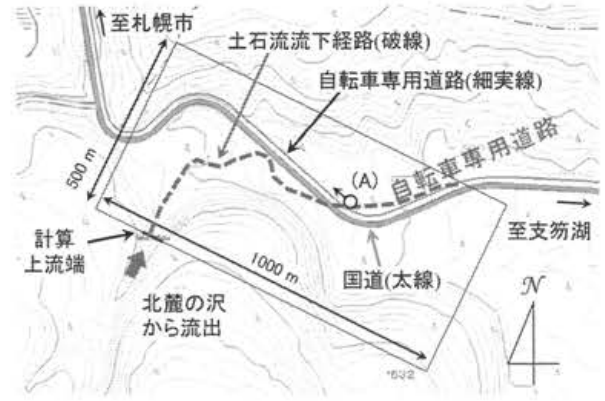 至札幌市
土石流流下経路(破線)
自転車専用道路(細実線)
(A)
自転車専用道路
500 m
至支笏湖
計算
上流端
1000 m
国道(太線)
北麓の沢
から流出
N